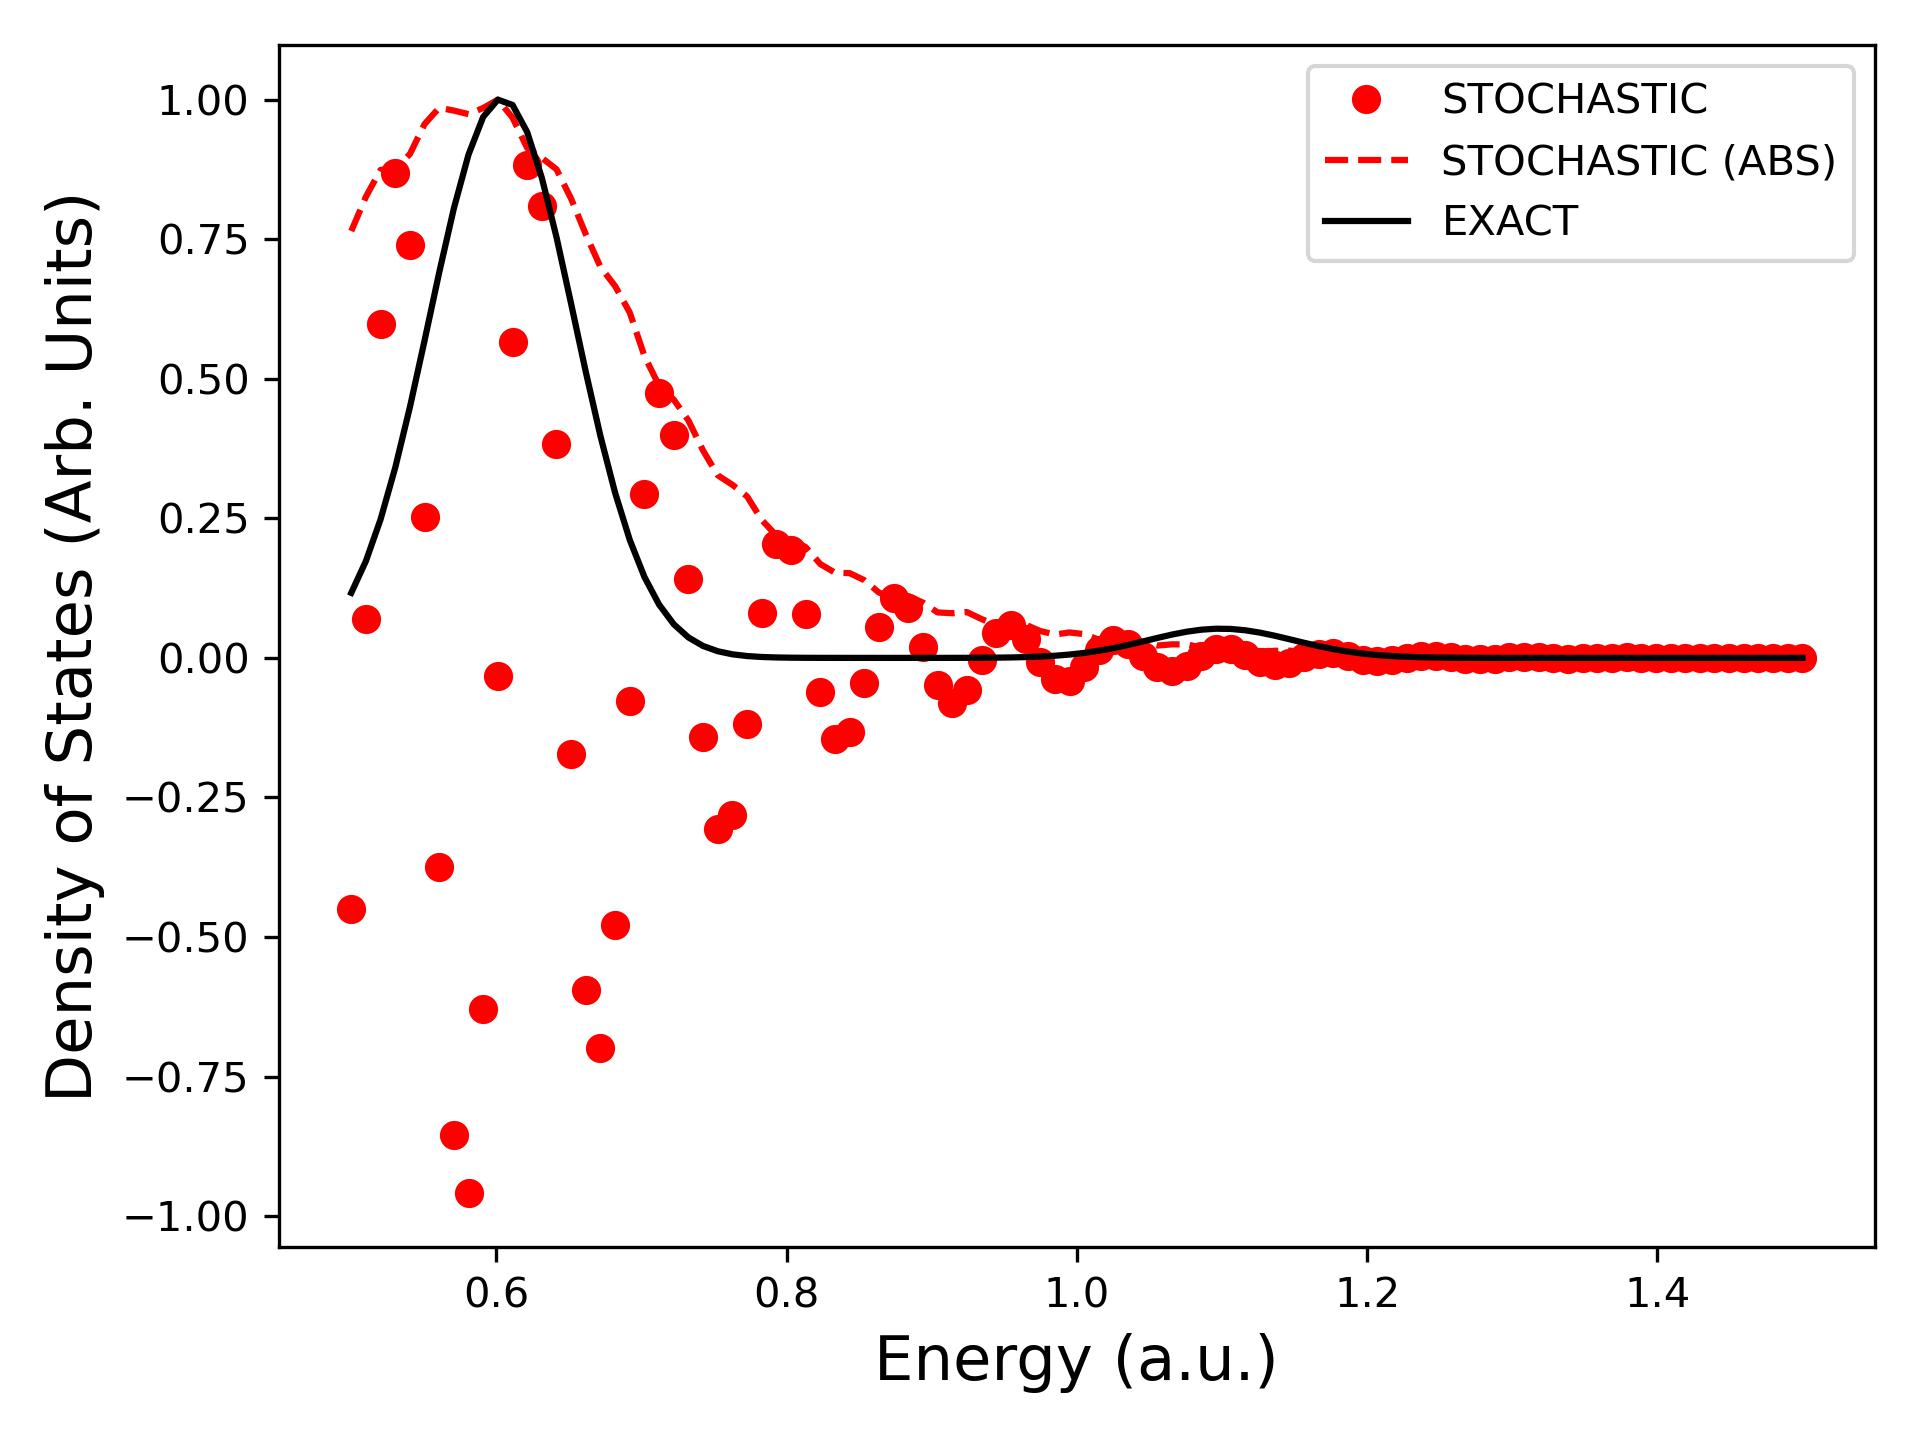 STOCHASTIC
STOCHASTIC (ABS)
EXACT
Density of States (Arb. Units)
1.00
0.75
0.50
0.25
0.00
−0.25
−0.50
−0.75
−1.00
0.6 0.8 1.0 1.2 1.4
Energy (a.u.)